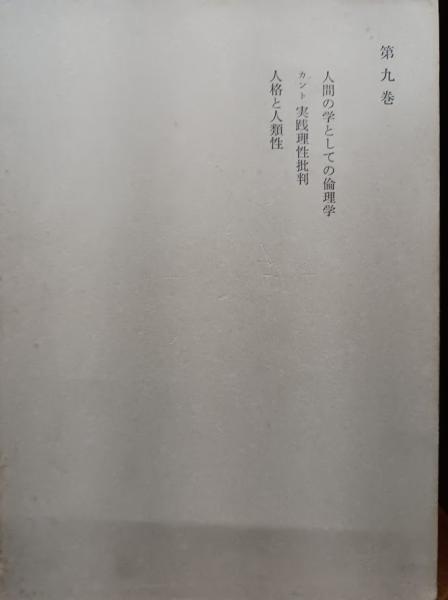 第九巻
人間の学としての倫理学
カント 実践理性批判
人格と人類性